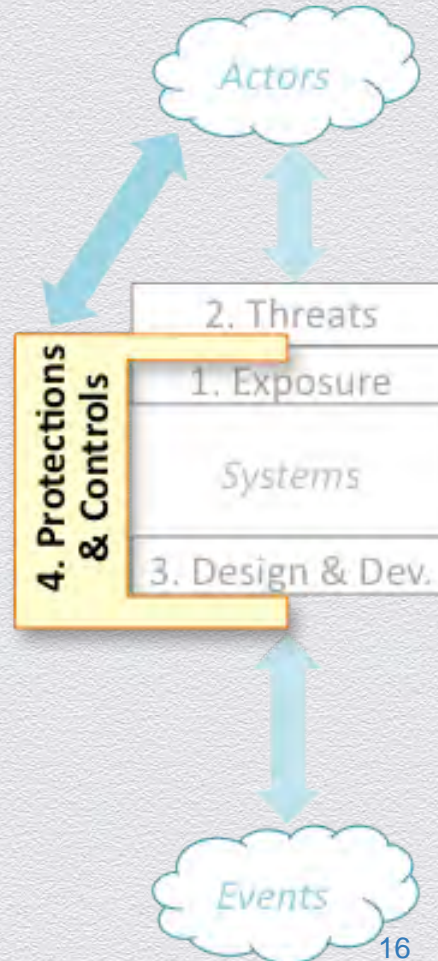 Actors
2. Threats
1. Exposure
4. Protections
& Controls
Systems
3. Design & Dev.
Events
16